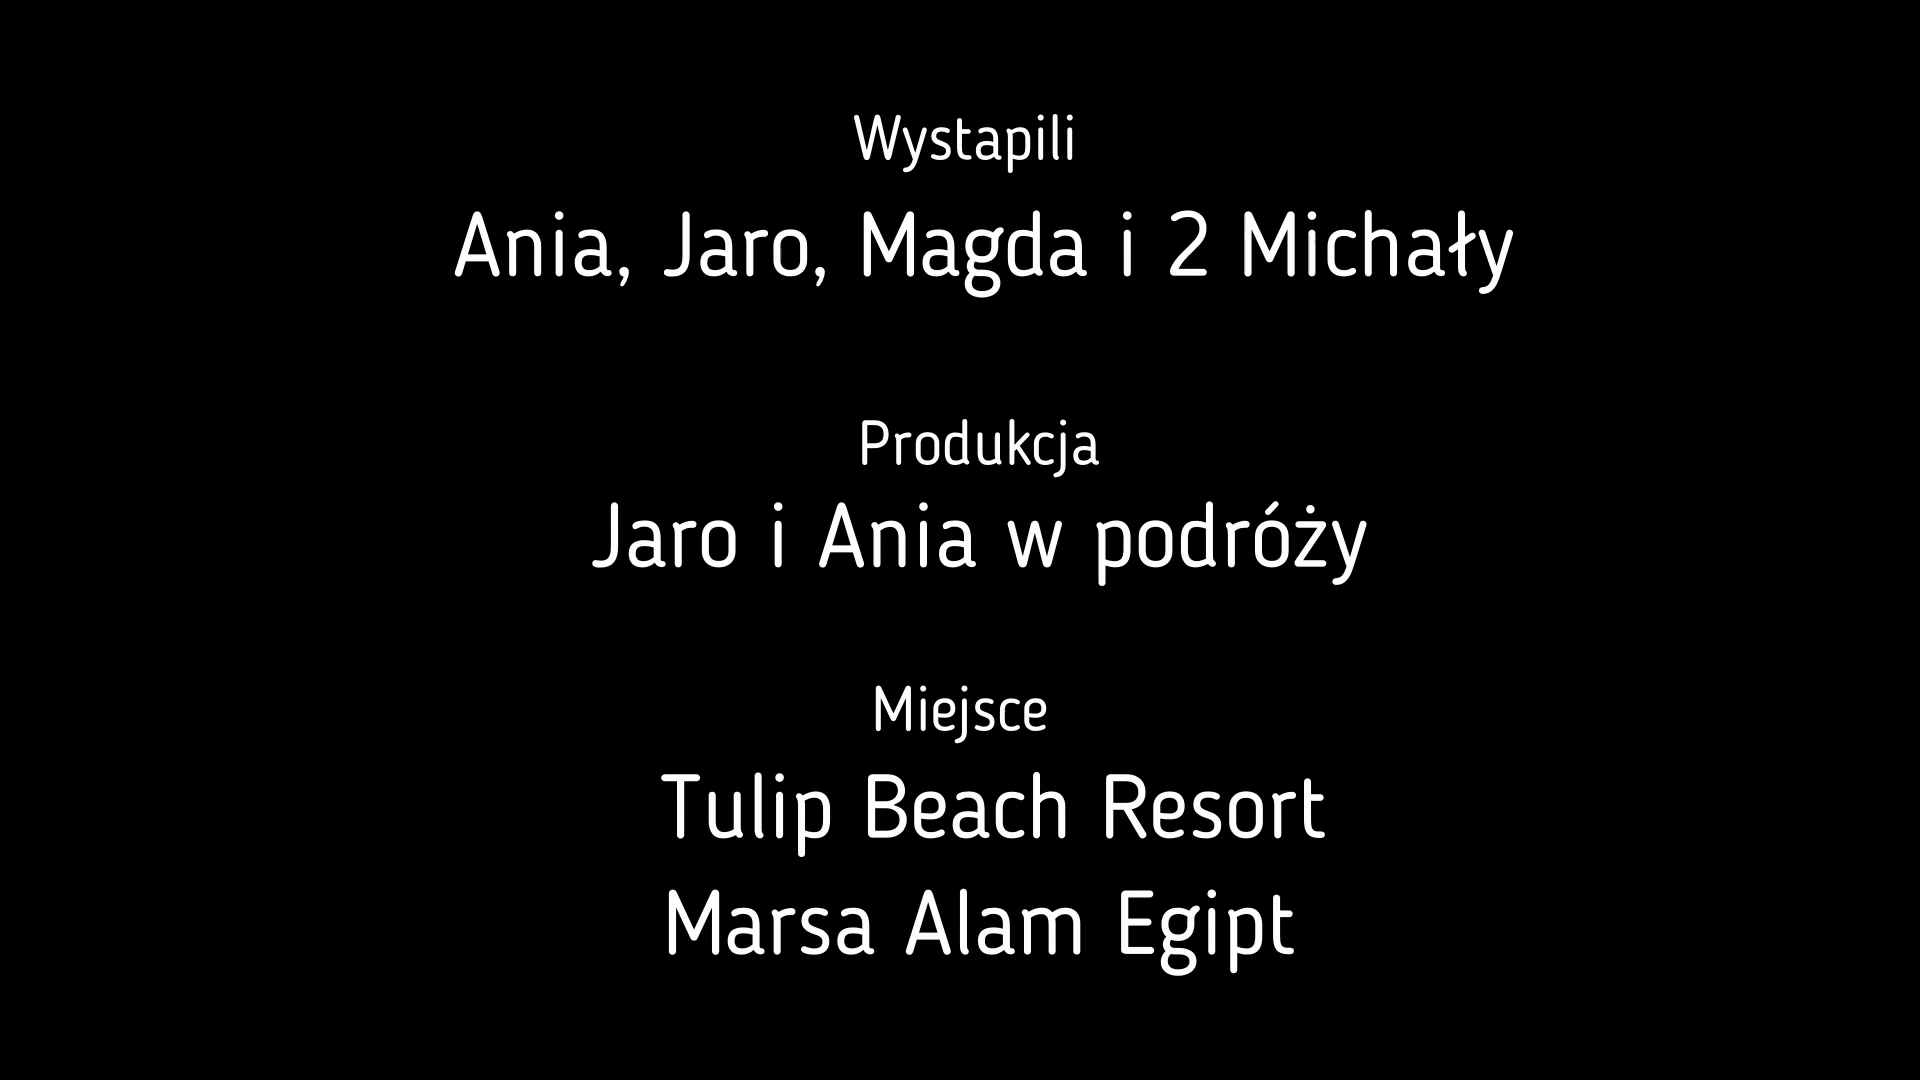 Wystapili
Ania, Jaro, Magda i 2 Michały
Produkcja
Jaro i Ania w podróży
Miejsce
Tulip Beach Resort
Marsa Alam Egipt